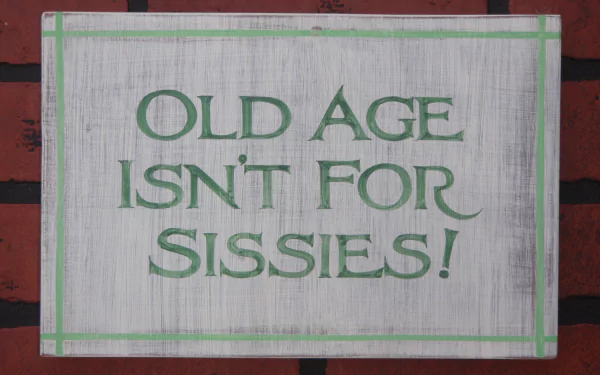 Old Age
Isn't For
Sissies!